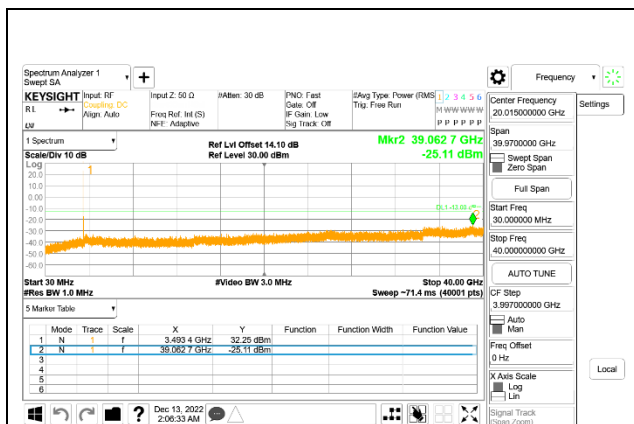 Spectrum Analyzer 1
Swept SA
KEYSIGHT
RL
Input: RF
Coupling: DC
Align: Auto
Input Z: 50 Ω
Freq Ref: Int (S)
NFE: Adaptive
#Atten: 30 dB
PNO: Fast
Gate: Off
IF Gain: Low
Sig Track: Off
#Avg Type: Power (RMS
Trig: Free Run
1 2 3 4 5 6
M W W W W W
P P P P P P
1 Spectrum
Scale/Div 10 dB
Ref Lvl Offset 14.10 dB
Ref Level 30.00 dBm
Mkr2 39.062 7 GHz
-25.11 dBm
Log
20.0
10.0
0.00
-10.0
-20.0
-30.0
-40.0
-50.0
-60.0
1
2
Start 30 MHz
#Res BW 1.0 MHz
#Video BW 3.0 MHz
Stop 40.00 GHz
Sweep ~71.4 ms (40001 pts)
5 Marker Table
Mode Trace Scale X Y Function Function Width Function Value
1 N 1 f 3.493 4 GHz 32.25 dBm
2 N 1 f 39.062 7 GHz -25.11 dBm
3
4
5
6
?
Dec 13, 2022
2:06:33 AM
Frequency
Settings
Center Frequency
20.015000000 GHz
Span
39.9700000 GHz
Swept Span
Zero Span
Full Span
Start Freq
30.000000 MHz
Stop Freq
40.000000000 GHz
AUTO TUNE
CF Step
3.997000000 GHz
Auto
Man
Freq Offset
0 Hz
X Axis Scale
Log
Lin
Signal Track
(Span Zoom)
Local